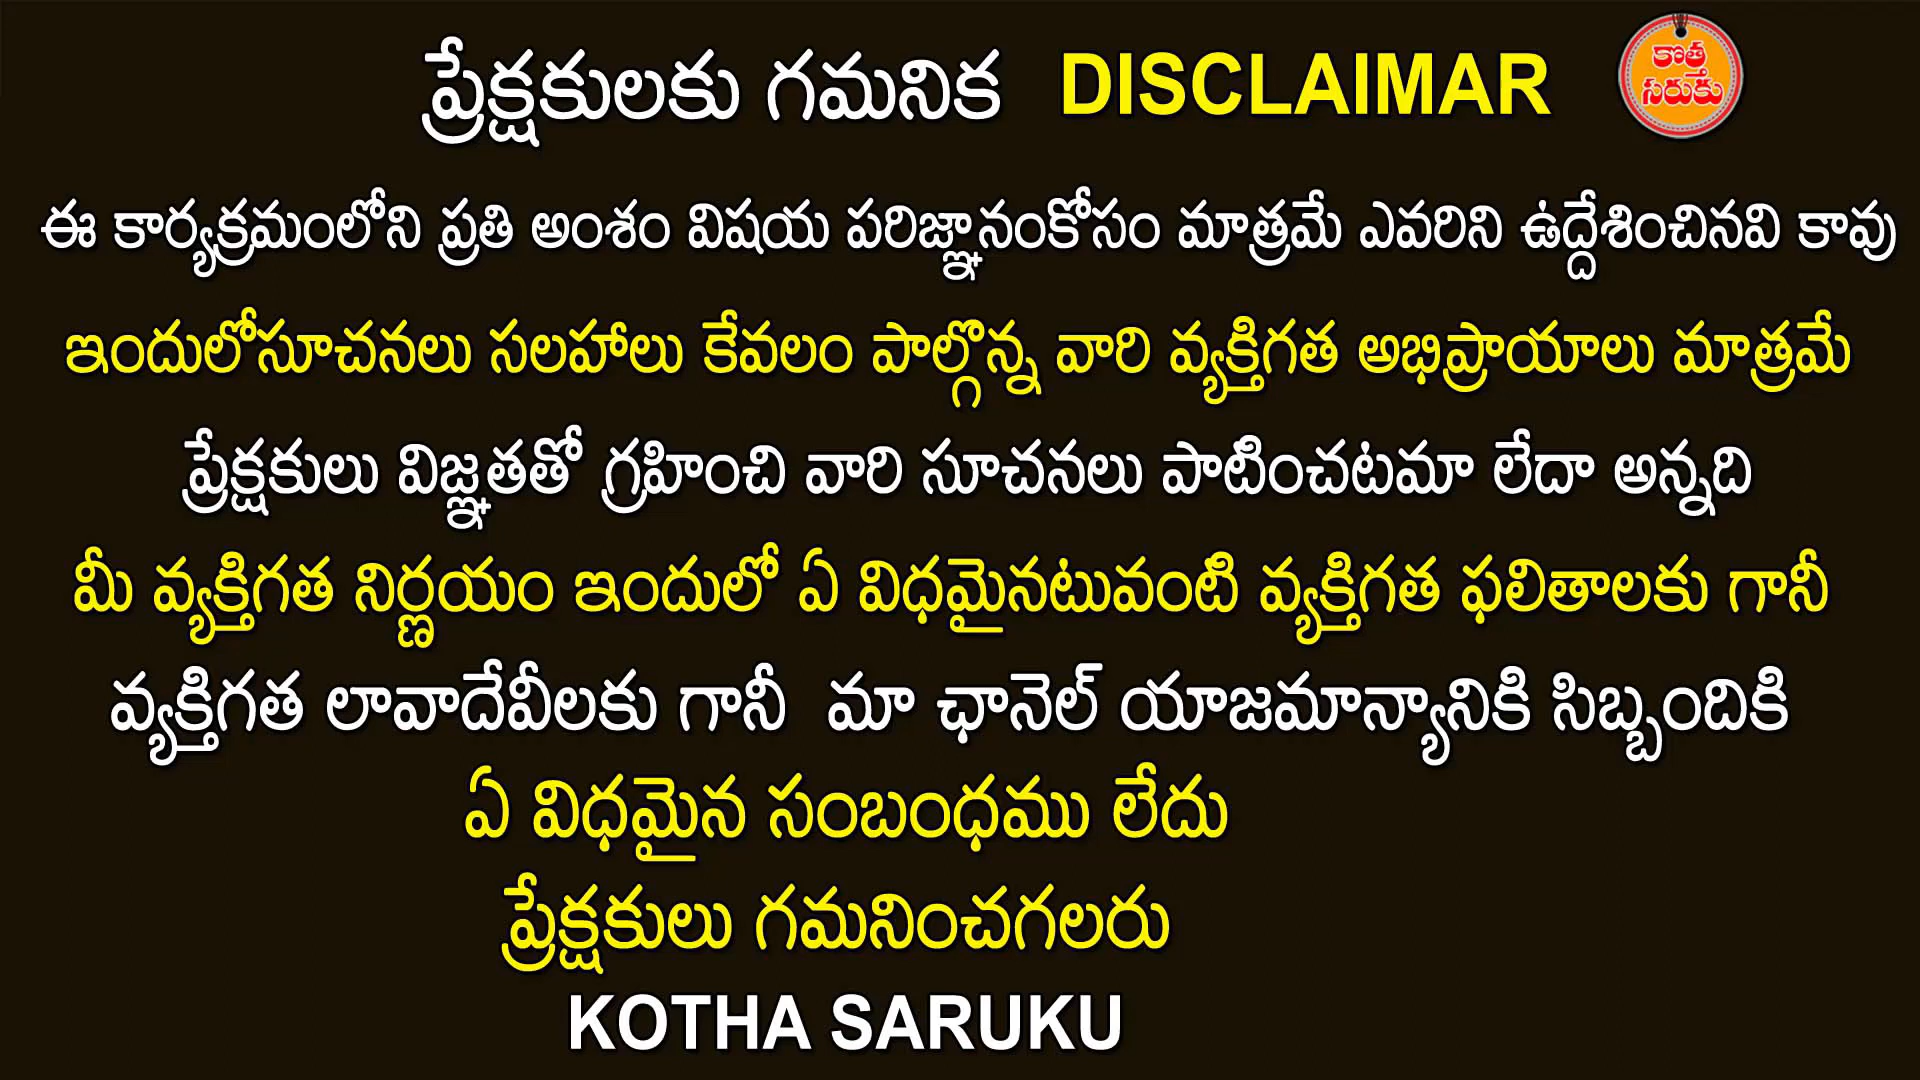 ప్రేక్షకులకు గమనిక DISCLAIMAR
కొత్త
సరుకు
ఈ కార్యక్రమంలోని ప్రతి అంశం విషయ పరిజ్ఞానంకోసం మాత్రమే ఎవరిని ఉద్దేశించినవి కావు
ఇందులోసూచనలు సలహాలు కేవలం పాల్గొన్న వారి వ్యక్తిగత అభిప్రాయాలు మాత్రమే
ప్రేక్షకులు విజ్ఞతతో గ్రహించి వారి సూచనలు పాటించటమా లేదా అన్నది
మీ వ్యక్తిగత నిర్ణయం ఇందులో ఏ విధమైనటువంటి వ్యక్తిగత ఫలితాలకు గానీ
వ్యక్తిగత లావాదేవీలకు గానీ మా ఛానెల్ యాజమాన్యానికి సిబ్బందికి
ఏ విధమైన సంబంధము లేదు
ప్రేక్షకులు గమనించగలరు
KOTHA SARUKU